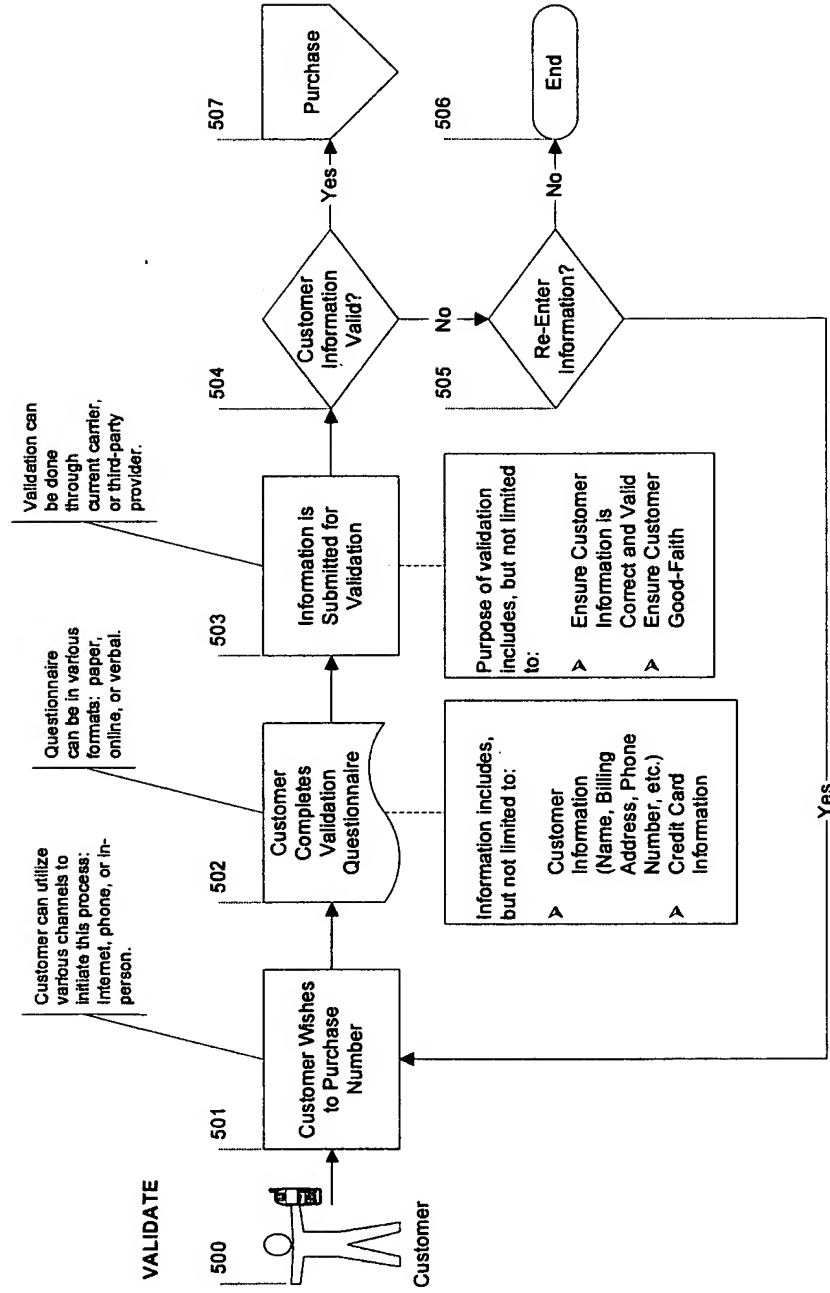 VALIDATE
500
Customer
501
Customer Wishes
to Purchase
Number
Customer can utilize
various channels to
initiate this process:
Internet, phone, or in-
person.
502
Customer
Completes
Validation
Questionnaire
Questionnaire
can be in various
formats: paper,
online, or verbal.
Information includes,
but not limited to:
➢ Customer
Information
(Name, Billing
Address, Phone
Number, etc.)
➢ Credit Card
Information
503
Information is
Submitted for
Validation
Validation can
be done
through
current carrier,
or third-party
provider.
Purpose of validation
includes, but not limited
to:
➢ Ensure Customer
Information is
Correct and Valid
➢ Ensure Customer
Good-Faith
504
Customer
Information
Valid?
Yes
507
Purchase
No
505
Re-Enter
Information?
No
506
End
Yes